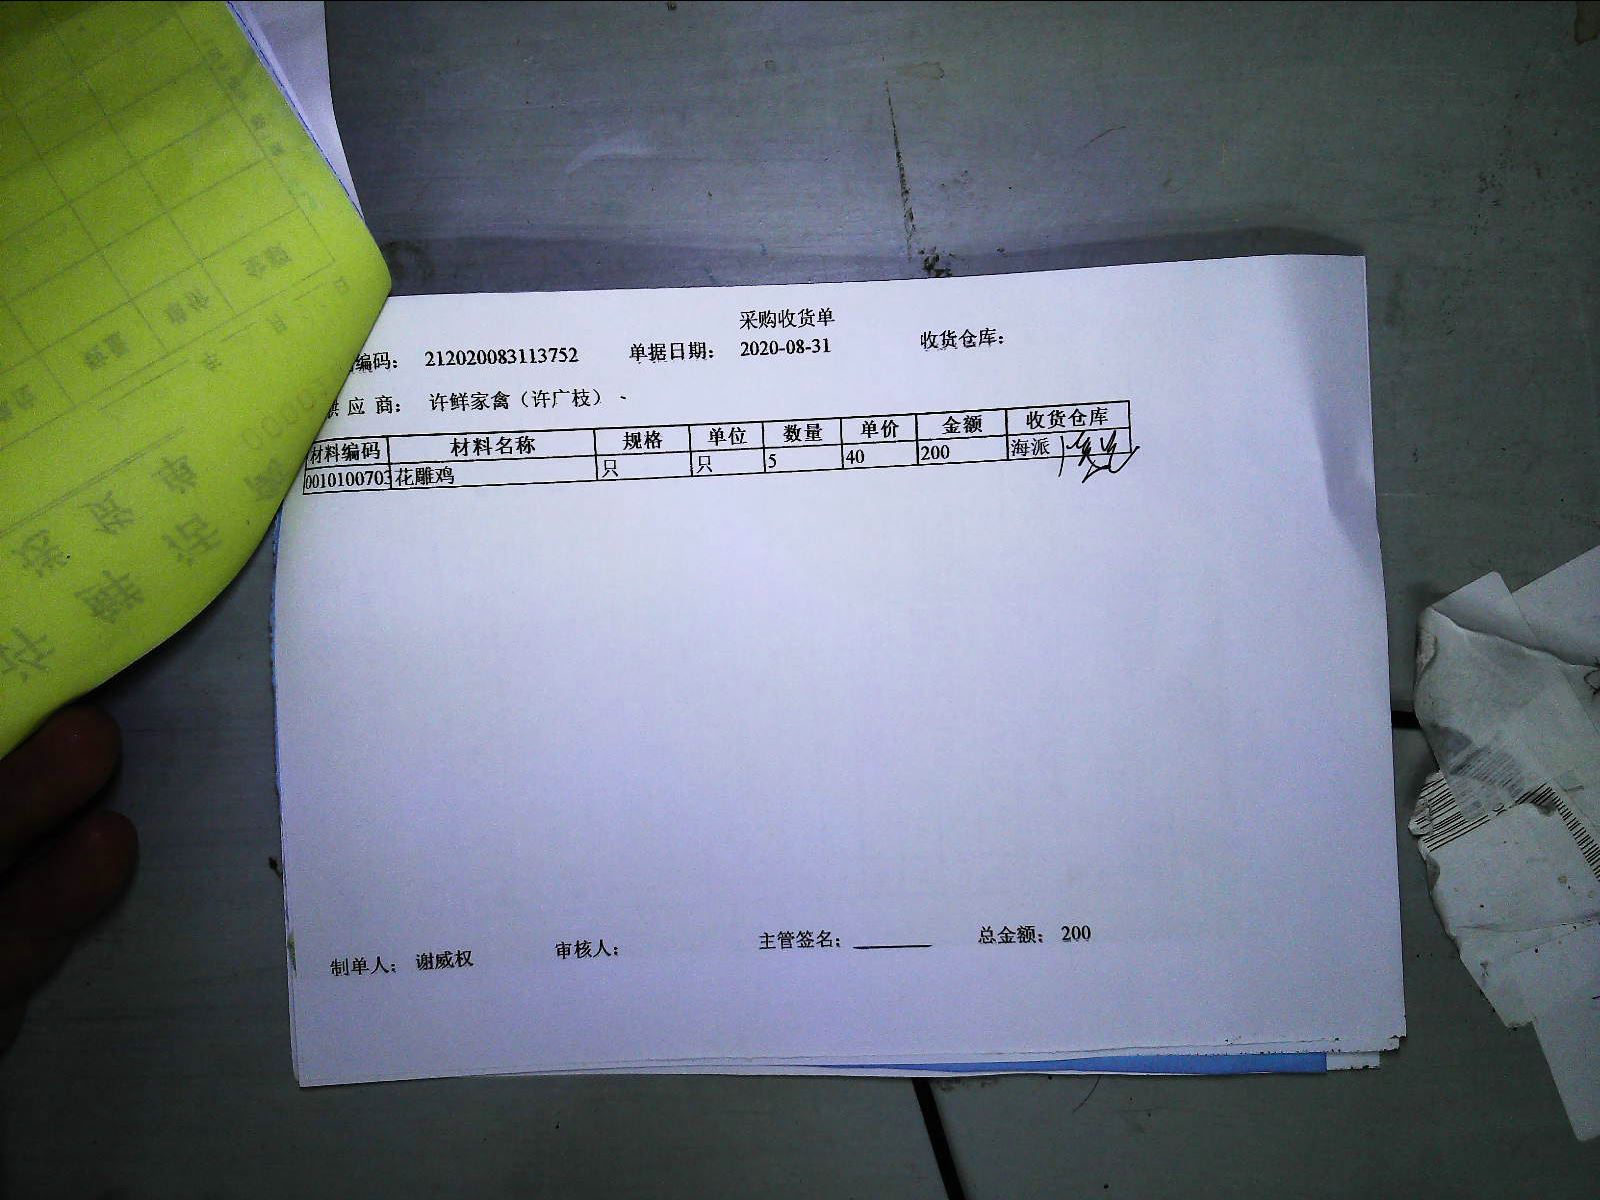 采购收货单
编码： 212020083113752 单据日期： 2020-08-31 收货仓库：
供 应 商： 许鲜家禽（许广枝）
材料编码 材料名称 规格 单位 数量 单价 金额 收货仓库
001010070 花雕鸡 只 只 5 40 200 海派
制单人： 谢威权 审核人： 主管签名： 总金额： 200